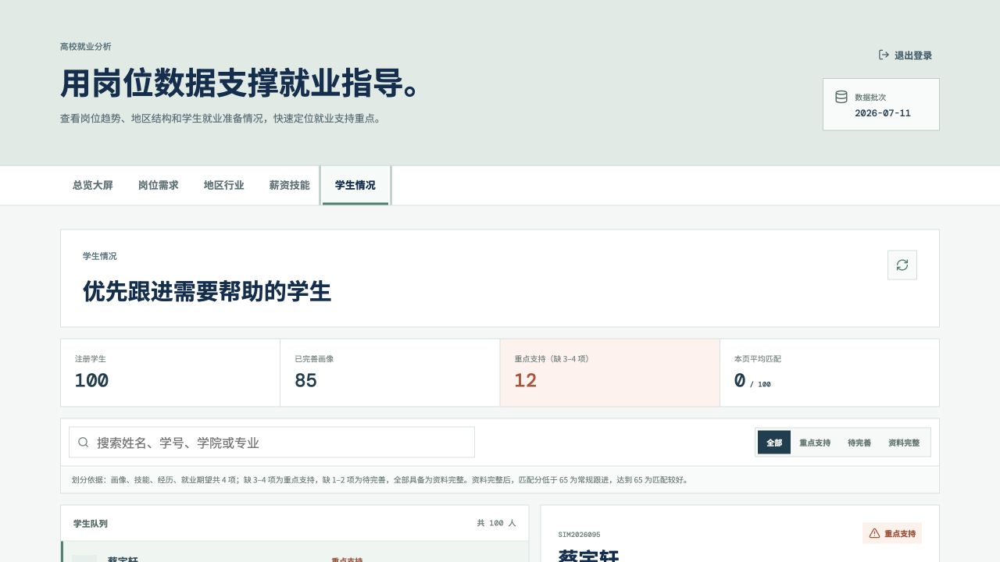 高校就业分析
用岗位数据支撑就业指导。
查看岗位趋势、地区结构和学生就业准备情况，快速定位就业支持重点。
退出登录
数据批次
2026-07-11
总览大屏
岗位需求
地区行业
薪资技能
学生情况
学生情况
优先跟进需要帮助的学生
注册学生
100
已完善画像
85
重点支持（缺 3–4 项）
12
本页平均匹配
0 / 100
搜索姓名、学号、学院或专业
全部
重点支持
待完善
资料完整
划分依据：画像、技能、经历、就业期望共 4 项；缺 3–4 项为重点支持，缺 1–2 项为待完善，全部具备为资料完整。资料完整后，匹配分低于 65 为常规跟进，达到 65 为匹配较好。
学生队列
共 100 人
蔡宇轩
重点支持
SIM2026095
重点支持
蔡宇轩